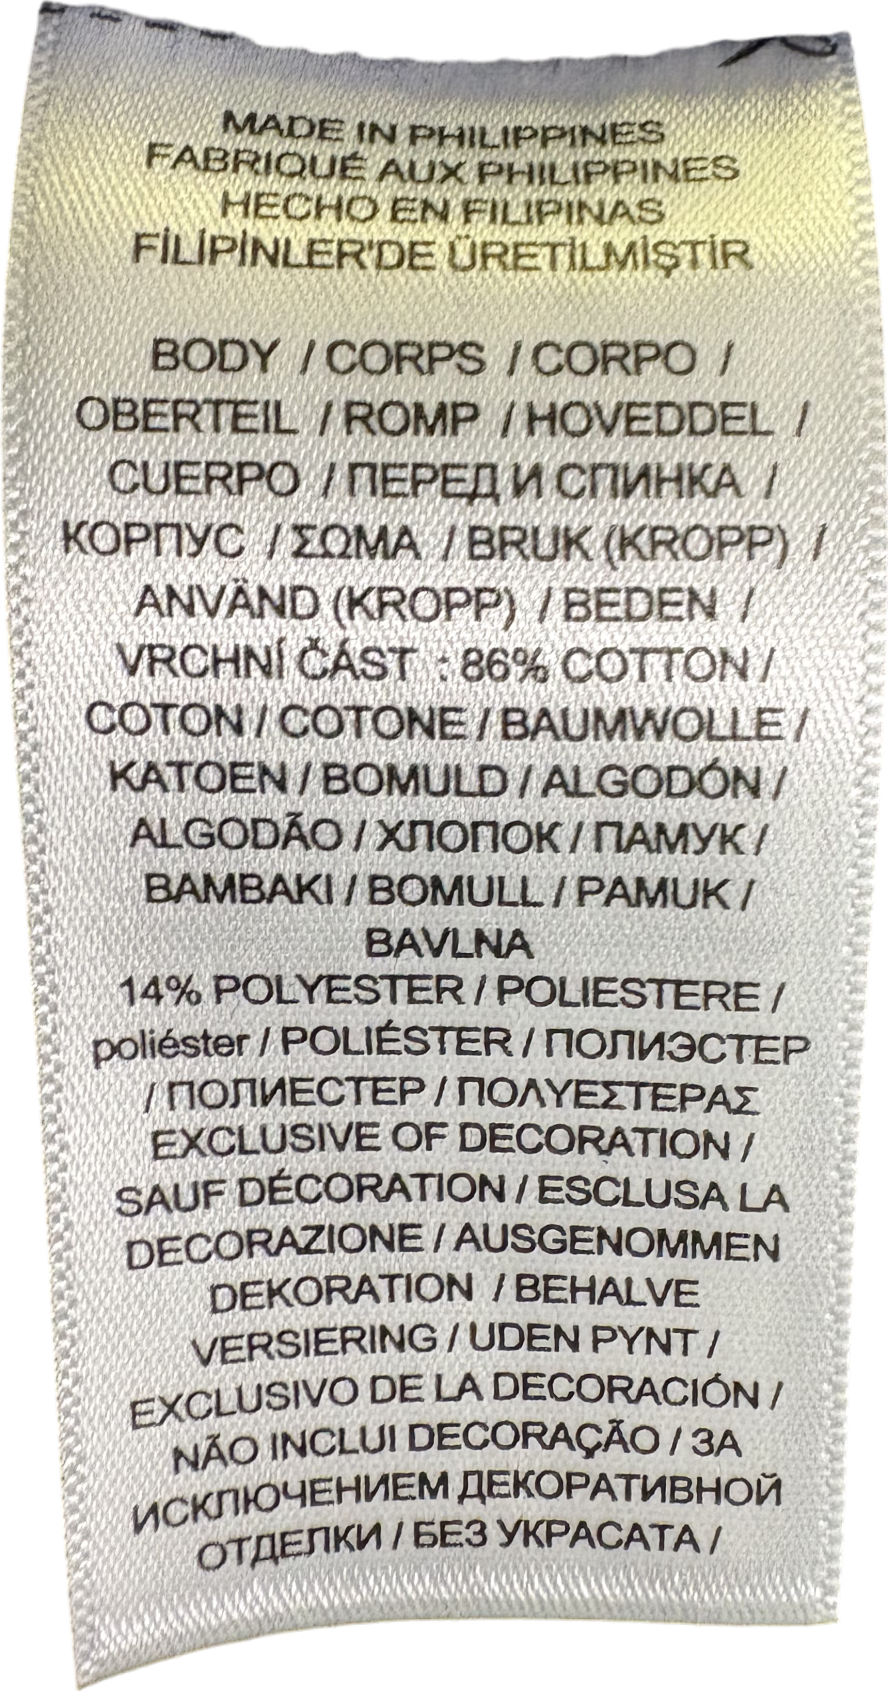 MADE IN PHILIPPINES
FABRIQUÉ AUX PHILIPPINES
HECHO EN FILIPINAS
FİLİPİNLER'DE ÜRETİLMİŞTİR
BODY / CORPS / CORPO /
OBERTEIL / ROMP / HOVEDDEL /
CUERPO / ПЕРЕД И СПИНКА /
КОРПУС / ΣΩΜΑ / BRUK (KROPP) /
ANVÄND (KROPP) / BEDEN /
VRCHNÍ ČÁST : 86% COTTON /
COTON / COTONE / BAUMWOLLE /
KATOEN / BOMULD / ALGODÓN /
ALGODÃO / ХЛОПОК / ПАМУК /
BAMBAKI / BOMULL / PAMUK /
BAVLNA
14% POLYESTER / POLIESTERE /
poliéster / POLIÉSTER / ПОЛИЭСТЕР
/ ПОЛИЕСТЕР / ΠΟΛΥΕΣΤΕΡΑΣ
EXCLUSIVE OF DECORATION /
SAUF DÉCORATION / ESCLUSA LA
DECORAZIONE / AUSGENOMMEN
DEKORATION / BEHALVE
VERSIERING / UDEN PYNT /
EXCLUSIVO DE LA DECORACIÓN /
NÃO INCLUI DECORAÇÃO / ЗА
ИСКЛЮЧЕНИЕМ ДЕКОРАТИВНОЙ
ОТДЕЛКИ / БЕЗ УКРАСАТА /